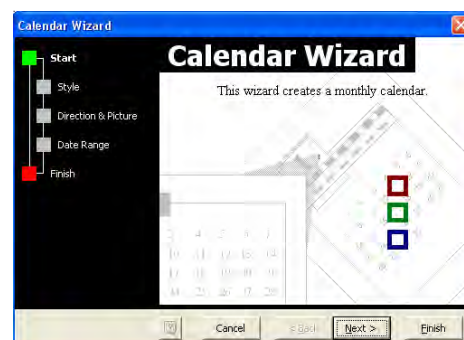 Calendar Wizard
Start
Style
Direction & Picture
Date Range
Finish
Calendar Wizard
This wizard creates a monthly calendar.
Cancel
< Back
Next >
Finish